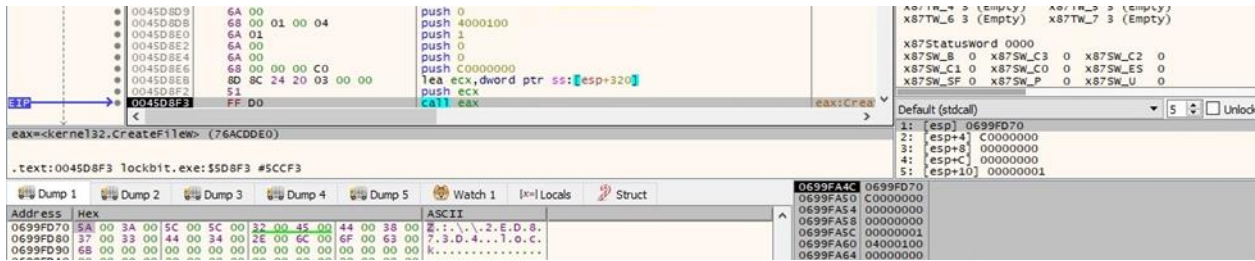 0045D8D9 6A 00 push 0
0045D8DB 68 00 01 00 04 push 4000100
0045D8E0 6A 01 push 1
0045D8E2 6A 00 push 0
0045D8E4 6A 00 push 0
0045D8E6 68 00 00 00 C0 push C0000000
0045D8EB 8D 8C 24 20 03 00 00 lea ecx,dword ptr ss:[esp+320]
0045D8F2 51 push ecx
EIP 0045D8F3 FF D0 call eax eax:Crea
eax=<kernel32.CreateFileW> (76ACDDE0)
.text:0045D8F3 lockbit.exe:$5D8F3 #5CCF3
x87TW_6 3 (Empty) x87TW_7 3 (Empty)
x87StatusWord 0000
x87SW_B 0 x87SW_C3 0 x87SW_C2 0
x87SW_C1 0 x87SW_C0 0 x87SW_ES 0
x87SW_SF 0 x87SW_P 0 x87SW_U 0
Default (stdcall) 5 Unlock
1: [esp] 0699FD70
2: [esp+4] C0000000
3: [esp+8] 00000000
4: [esp+C] 00000000
5: [esp+10] 00000001
Dump 1 Dump 2 Dump 3 Dump 4 Dump 5 Watch 1 [x=] Locals Struct
Address Hex ASCII
0699FD70 5A 00 3A 00 5C 00 5C 00 32 00 45 00 44 00 38 00 Z.:.\.\.2.E.D.8.
0699FD80 37 00 33 00 44 00 34 00 2E 00 6C 00 6F 00 63 00 7.3.D.4...l.o.c.
0699FD90 6B 00 00 00 00 00 00 00 00 00 00 00 00 00 00 00 k...............
0699FA4C 0699FD70
0699FA50 C0000000
0699FA54 00000000
0699FA58 00000000
0699FA5C 00000001
0699FA60 04000100
0699FA64 00000000